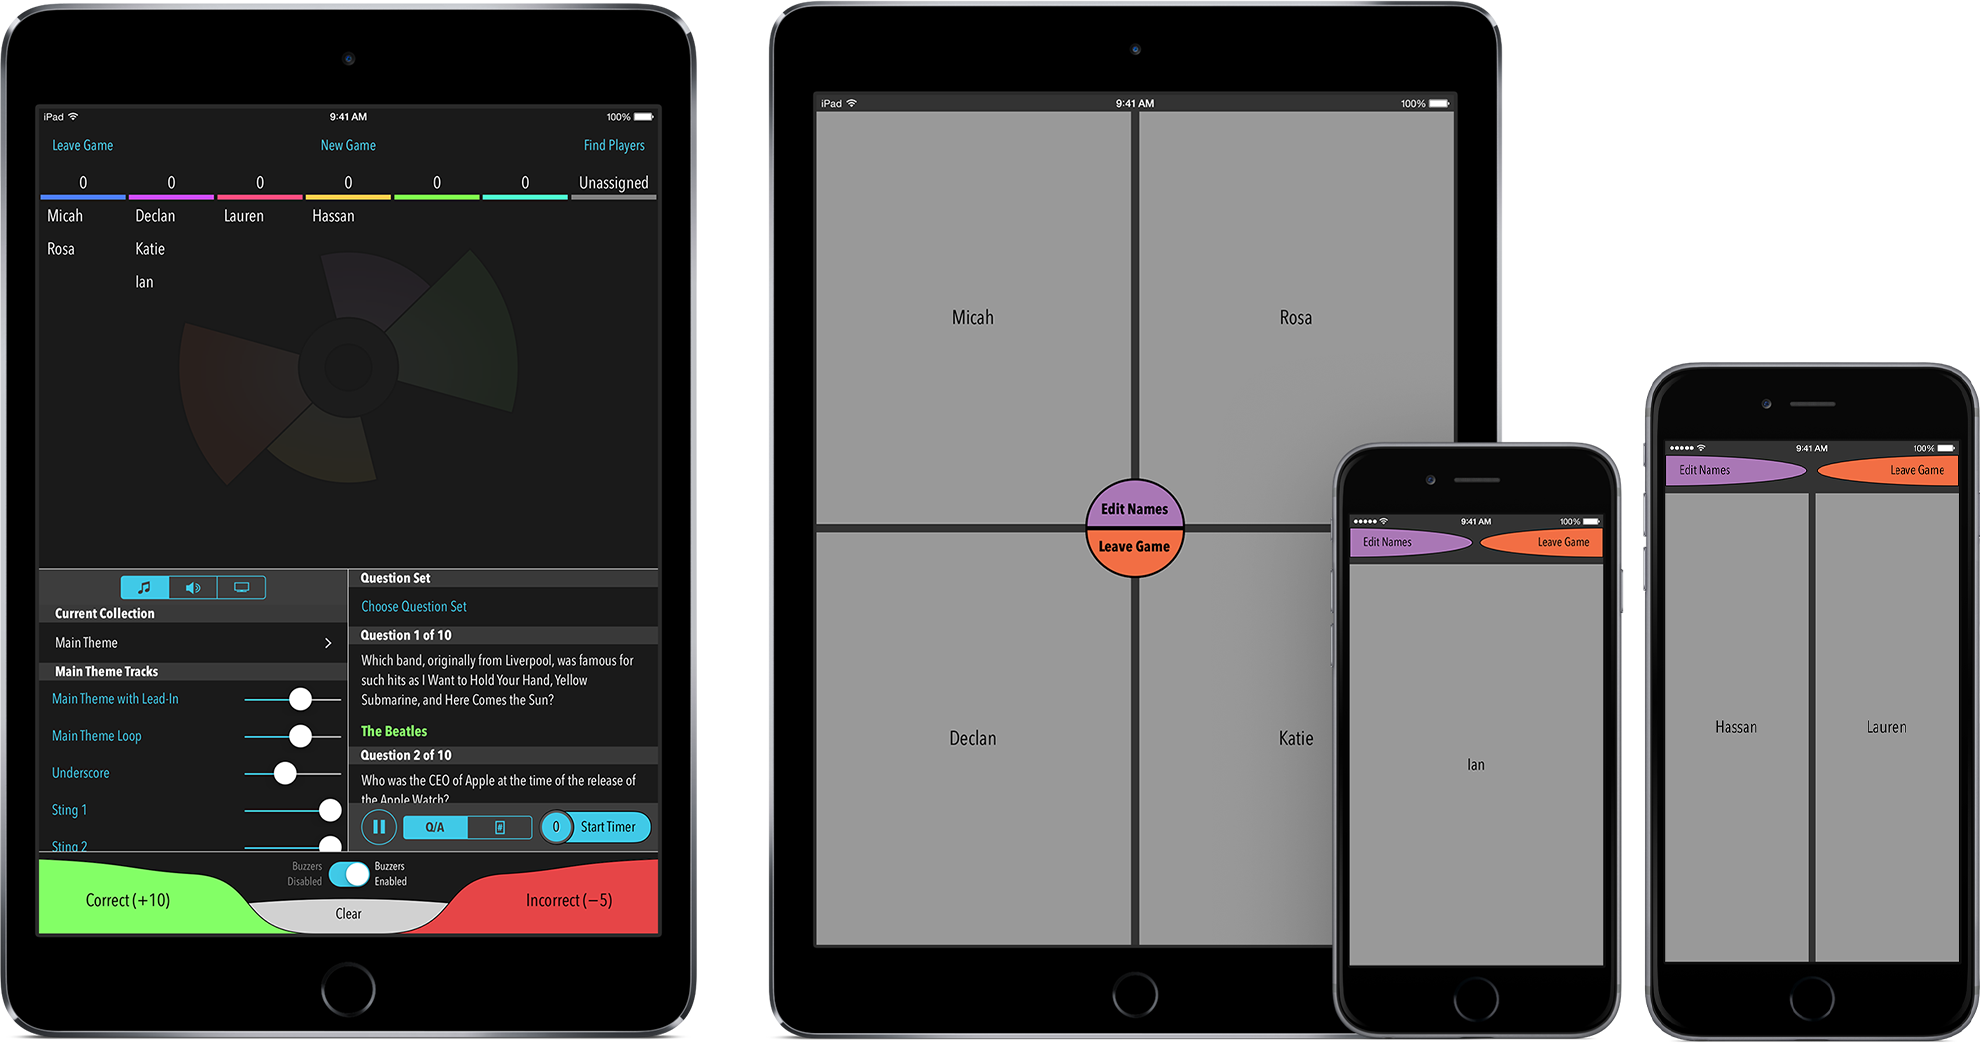 iPad 9:41 AM 100%
Leave Game New Game Find Players
0 0 0 0 0 0 Unassigned
Micah Declan Lauren Hassan
Rosa Katie
Ian
Current Collection
Main Theme
Main Theme Tracks
Main Theme with Lead-In
Main Theme Loop
Underscore
Sting 1
Sting 2
Question Set
Choose Question Set
Question 1 of 10
Which band, originally from Liverpool, was famous for
such hits as I Want to Hold Your Hand, Yellow
Submarine, and Here Comes the Sun?
The Beatles
Question 2 of 10
Who was the CEO of Apple at the time of the release of
the Apple Watch?
Q/A # 0 Start Timer
Buzzers
Disabled
Buzzers
Enabled
Correct (+10)
Clear
Incorrect (−5)
iPad 9:41 AM 100%
Micah
Rosa
Edit Names
Leave Game
Declan
Katie
9:41 AM 100%
Edit Names Leave Game
Ian
9:41 AM 100%
Edit Names Leave Game
Hassan Lauren